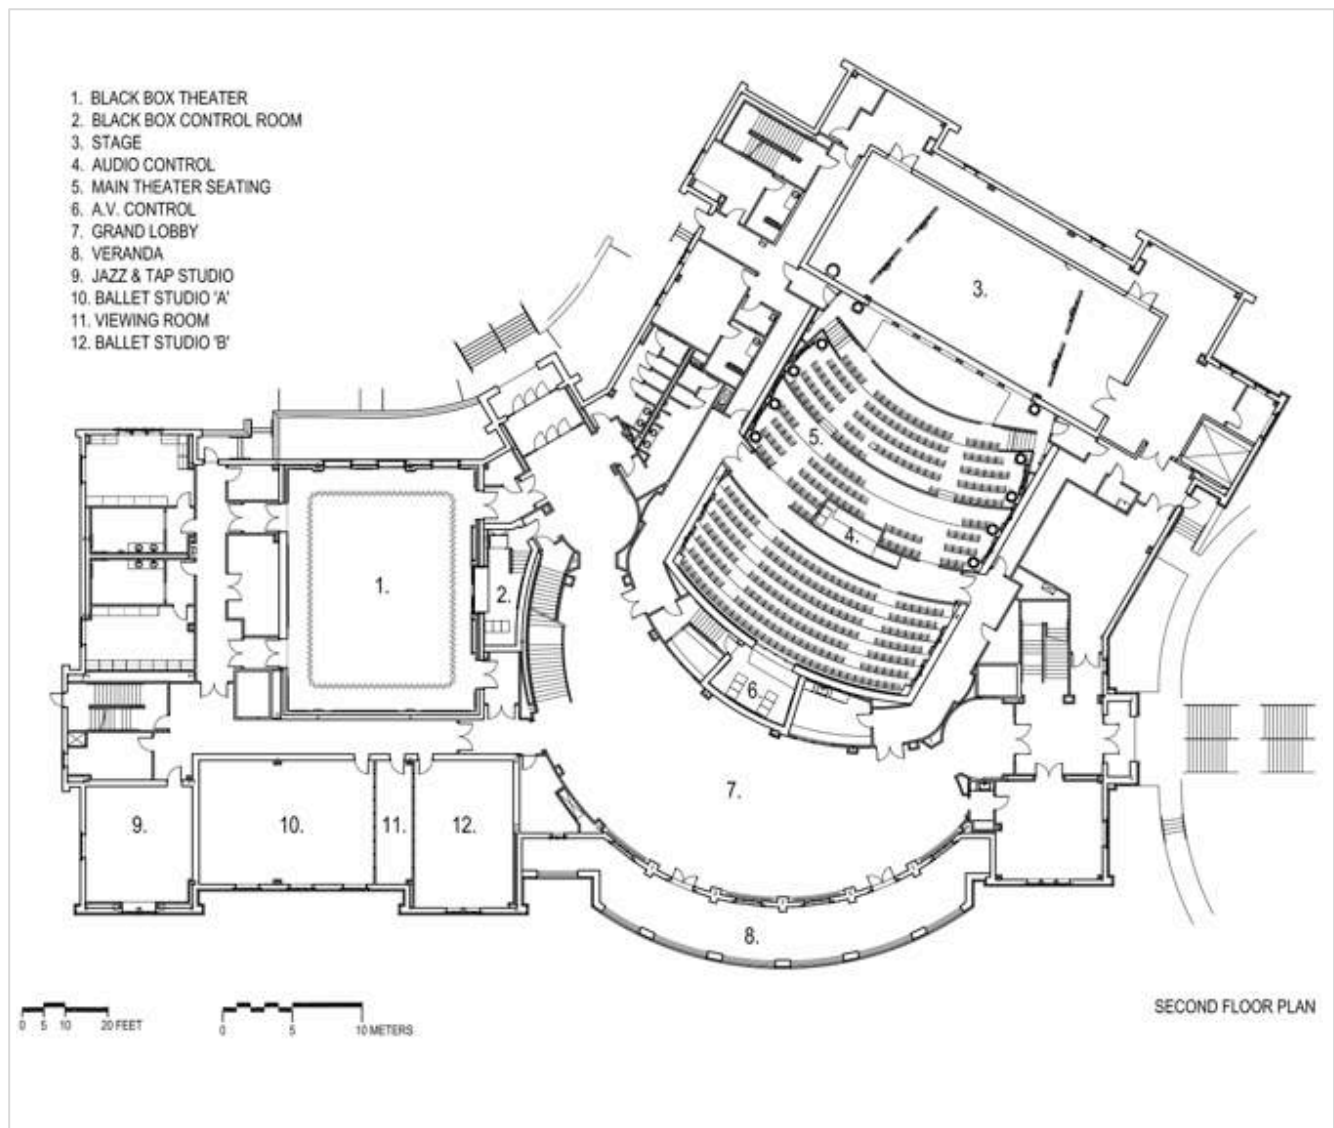 1. BLACK BOX THEATER
2. BLACK BOX CONTROL ROOM
3. STAGE
4. AUDIO CONTROL
5. MAIN THEATER SEATING
6. A.V. CONTROL
7. GRAND LOBBY
8. VERANDA
9. JAZZ & TAP STUDIO
10. BALLET STUDIO 'A'
11. VIEWING ROOM
12. BALLET STUDIO 'B'
3.
5.
4.
1.
2.
6.
7.
9.
10.
11.
12.
8.
SECOND FLOOR PLAN
0 5 10 20 FEET
0 5 10 METERS